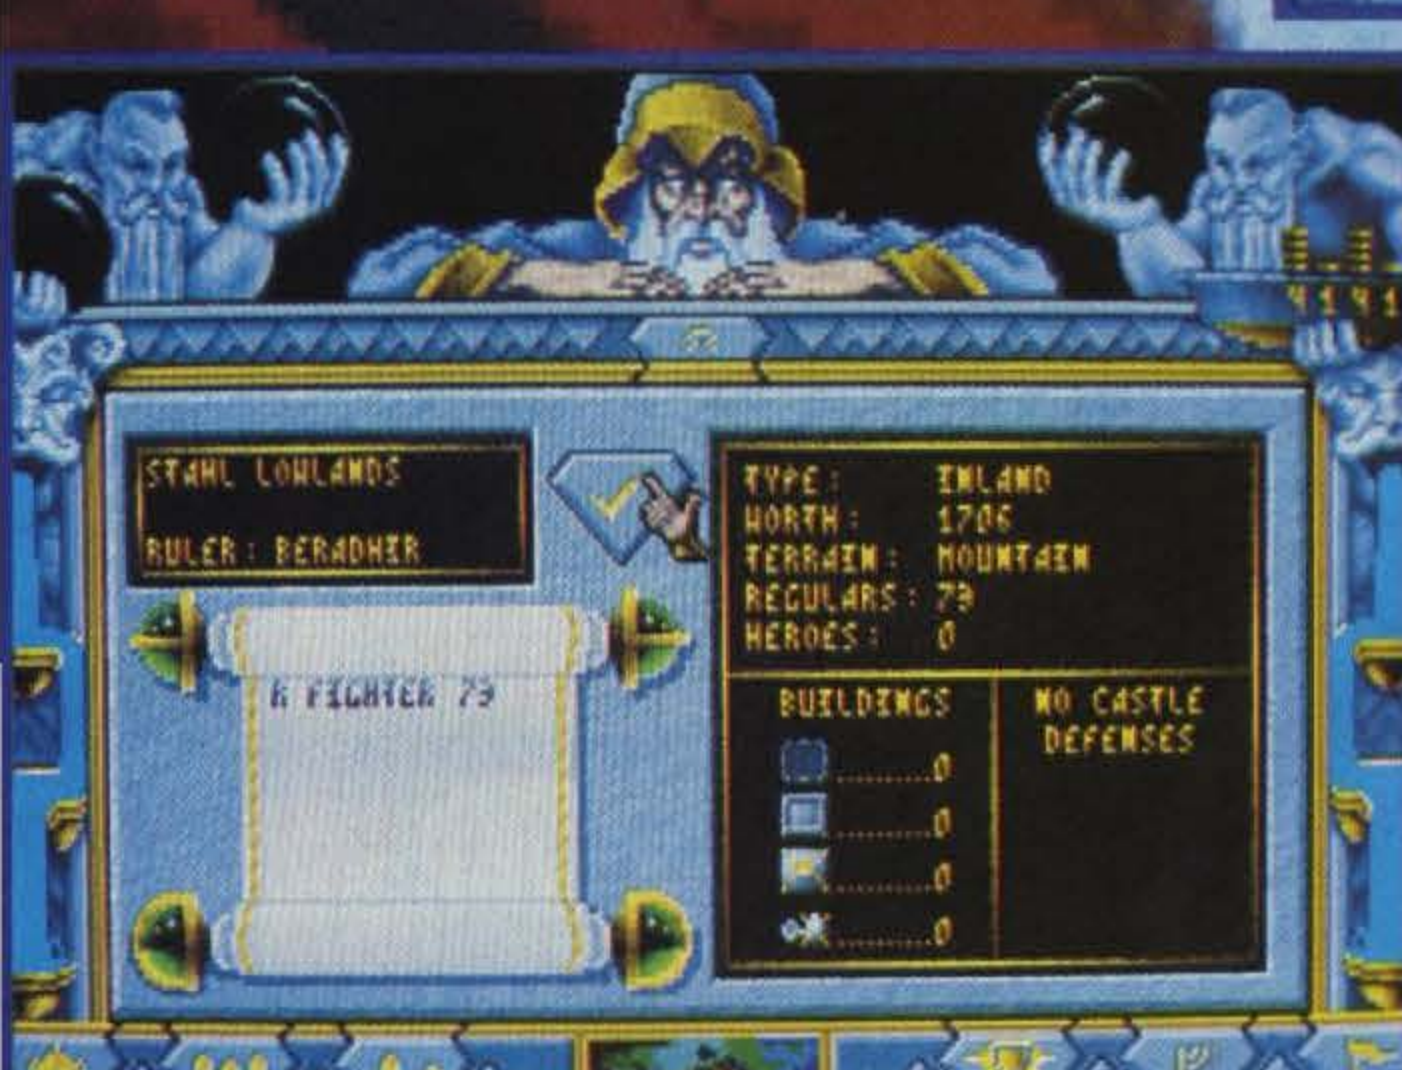 4141
STAHL LOWLANDS
RULER: BERADHIR
R FIGHTER 79
TYPE: INLAND
WORTH: 1706
TERRAIN: MOUNTAIN
REGULARS: 79
HEROES: 0
BUILDINGS
..........0
..........0
..........0
..........0
NO CASTLE
DEFENSES